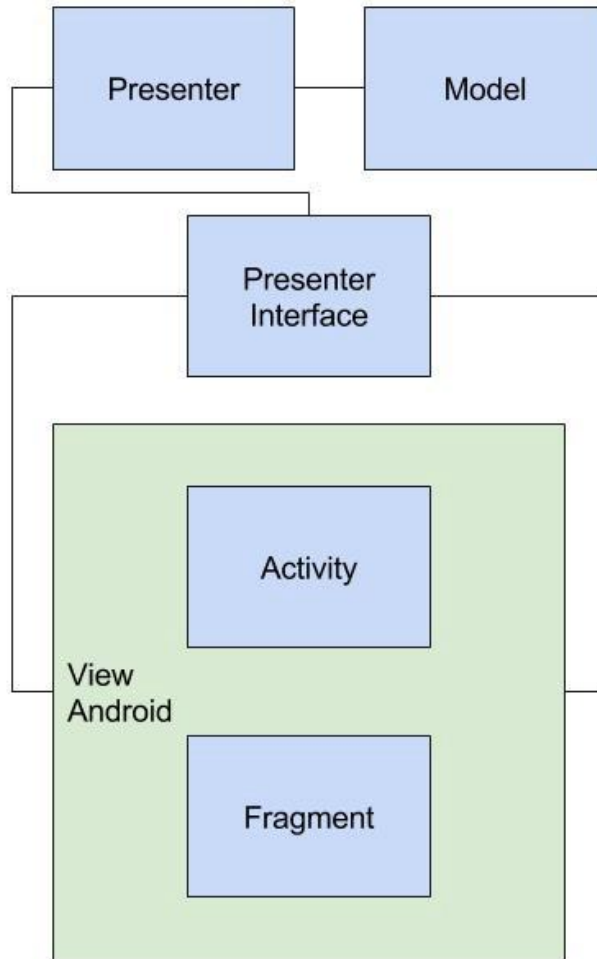 Presenter
Model
Presenter
Interface
Activity
View
Android
Fragment